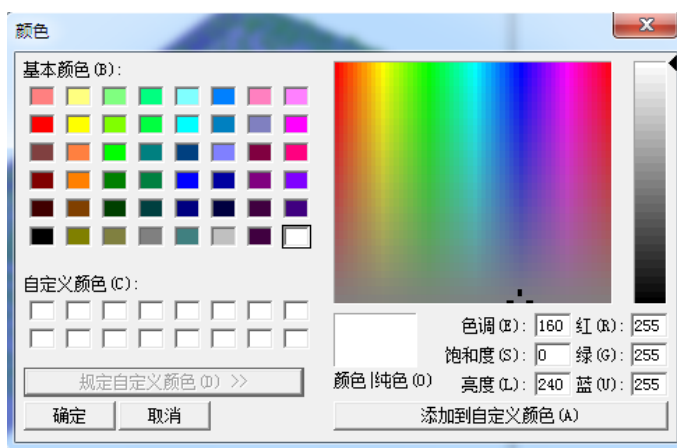 颜色
基本颜色(B):
自定义颜色(C):
规定自定义颜色(D) >>
确定
取消
颜色|纯色(O)
色调(E): 160
饱和度(S): 0
亮度(L): 240
红(R): 255
绿(G): 255
蓝(U): 255
添加到自定义颜色(A)